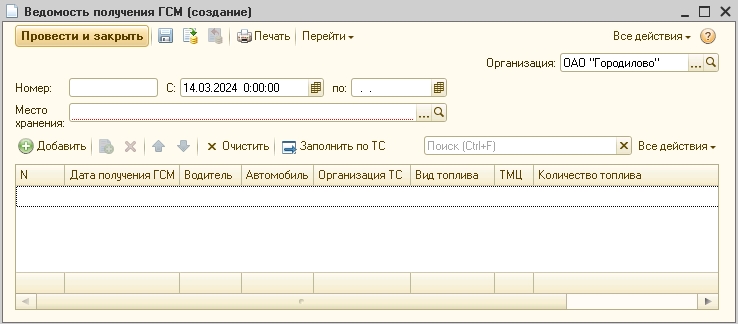 Ведомость получения ГСМ (создание)
Провести и закрыть Печать Перейти Все действия ?
Организация: ОАО "Городилово" ...
Номер: С: 14.03.2024 0:00:00 по: . .
Место
хранения: ...
Добавить Очистить Заполнить по ТС Поиск (Ctrl+F) Все действия
N Дата получения ГСМ Водитель Автомобиль Организация ТС Вид топлива ТМЦ Количество топлива